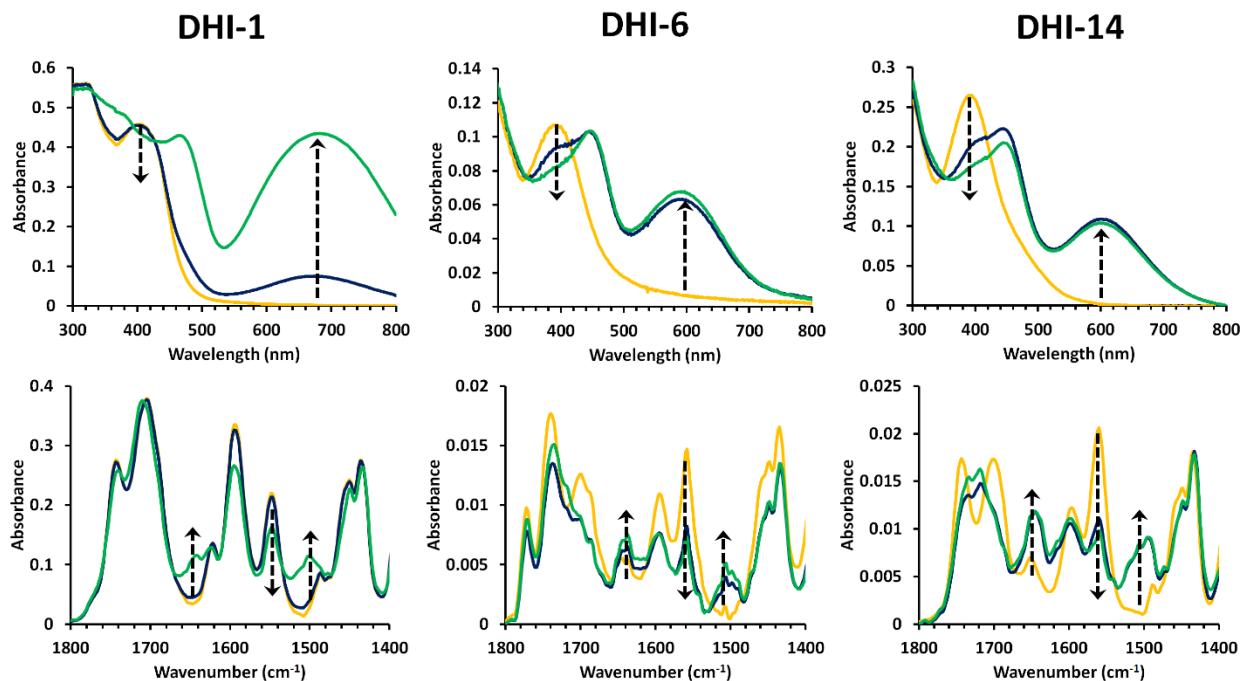 DHI-1
DHI-6
DHI-14
Absorbance
0.6
0.5
0.4
0.3
0.2
0.1
0
300 400 500 600 700 800
Wavelength (nm)
Absorbance
0.14
0.12
0.1
0.08
0.06
0.04
0.02
0
300 400 500 600 700 800
Wavelength (nm)
Absorbance
0.3
0.25
0.2
0.15
0.1
0.05
0
300 400 500 600 700 800
Wavelength (nm)
Absorbance
0.4
0.3
0.2
0.1
0
1800 1700 1600 1500 1400
Wavenumber (cm-1)
Absorbance
0.02
0.015
0.01
0.005
0
1800 1700 1600 1500 1400
Wavenumber (cm-1)
Absorbance
0.025
0.02
0.015
0.01
0.005
0
1800 1700 1600 1500 1400
Wavenumber (cm-1)